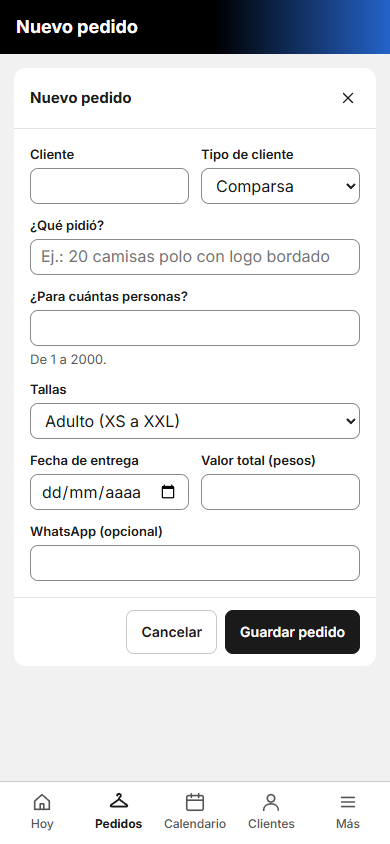 Nuevo pedido
Nuevo pedido
Cliente
Tipo de cliente
Comparsa
¿Qué pidió?
Ej.: 20 camisas polo con logo bordado
¿Para cuántas personas?
De 1 a 2000.
Tallas
Adulto (XS a XXL)
Fecha de entrega
Valor total (pesos)
dd/mm/aaaa
WhatsApp (opcional)
Cancelar
Guardar pedido
Hoy
Pedidos
Calendario
Clientes
Más